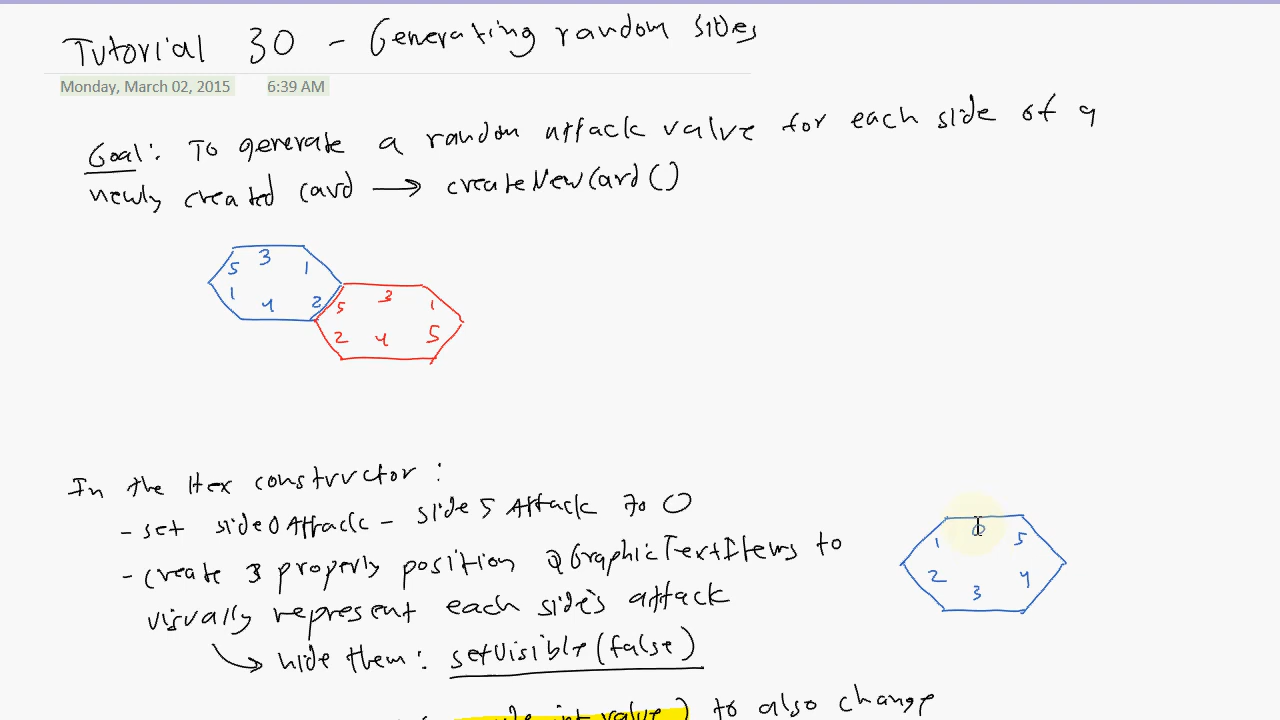 Tutorial 30 - Generating random sides
Monday, March 02, 2015 6:39 AM
Goal: To generate a random attack value for each side of a
newly created card → createNewCard()
5 3 1
1 4 2
5 3 1
2 4 5
In the Hex constructor:
- set side0Attack - side5Attack to 0
- create & properly position QGraphicTextItems to
visually represent each side's attack
↳ hide them: setVisible(false)
1 0 5
2 3 4
int value) to also change